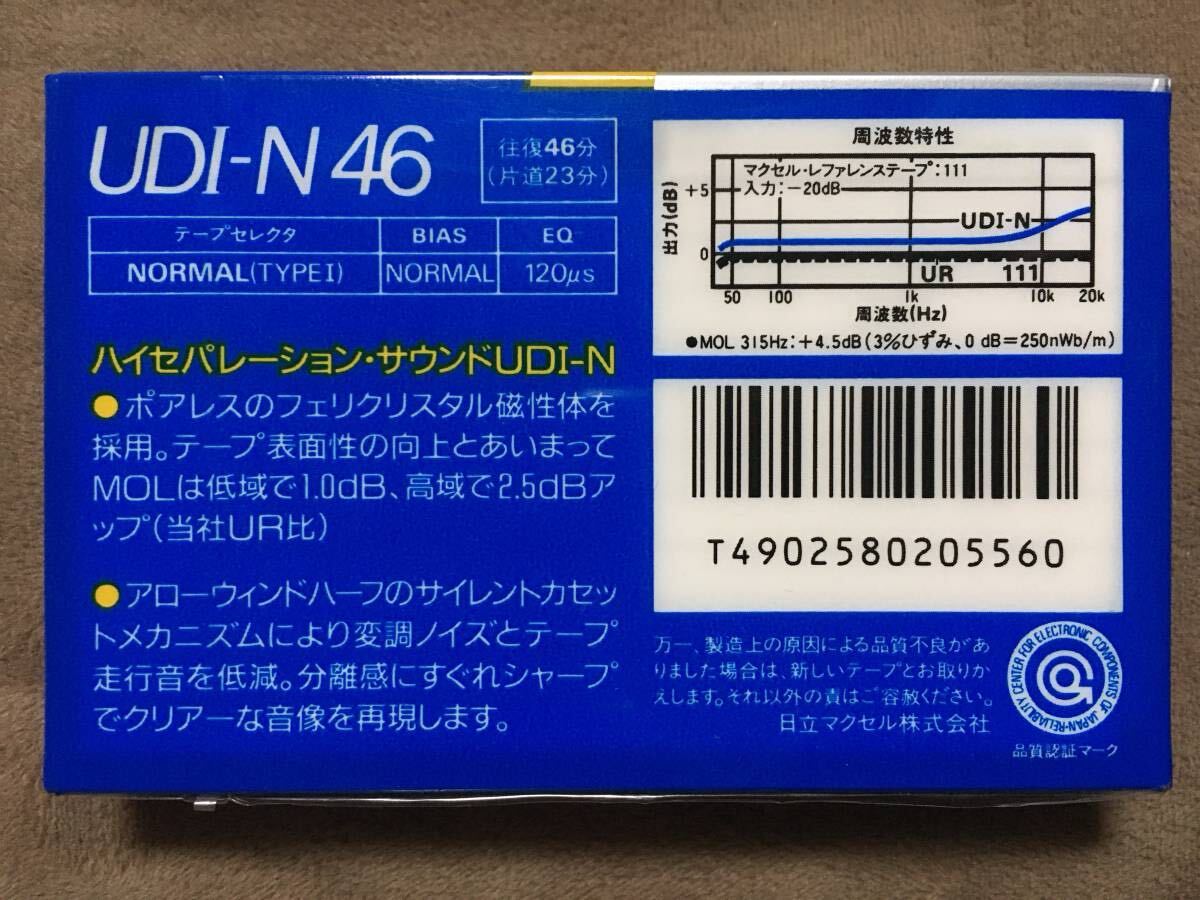 UDI-N 46
往復46分
(片道23分)
テープセレクタ BIAS EQ
NORMAL(TYPEI) NORMAL 120μs
ハイセパレーション・サウンドUDI-N
●ポアレスのフェリクリスタル磁性体を
採用。テープ表面性の向上とあいまって
MOLは低域で1.0dB、高域で2.5dBア
ップ(当社UR比)
●アローウィンドハーフのサイレントカセッ
トメカニズムにより変調ノイズとテープ
走行音を低減。分離感にすぐれシャープ
でクリアーな音像を再現します。
周波数特性
マクセル・レファレンステープ:111
入力:−20dB
出力(dB)
+5
0
UDI-N
UR 111
50 100 1k 10k 20k
周波数(Hz)
●MOL 315Hz:+4.5dB(3%ひずみ、0 dB=250nWb/m)
T4902580205560
万一、製造上の原因による品質不良があ
りました場合は、新しいテープとお取りか
えします。それ以外の責はご容赦ください。
日立マクセル株式会社
RELIABILITY CENTER FOR ELECTRONIC COMPONENTS OF JAPAN
品質認証マーク